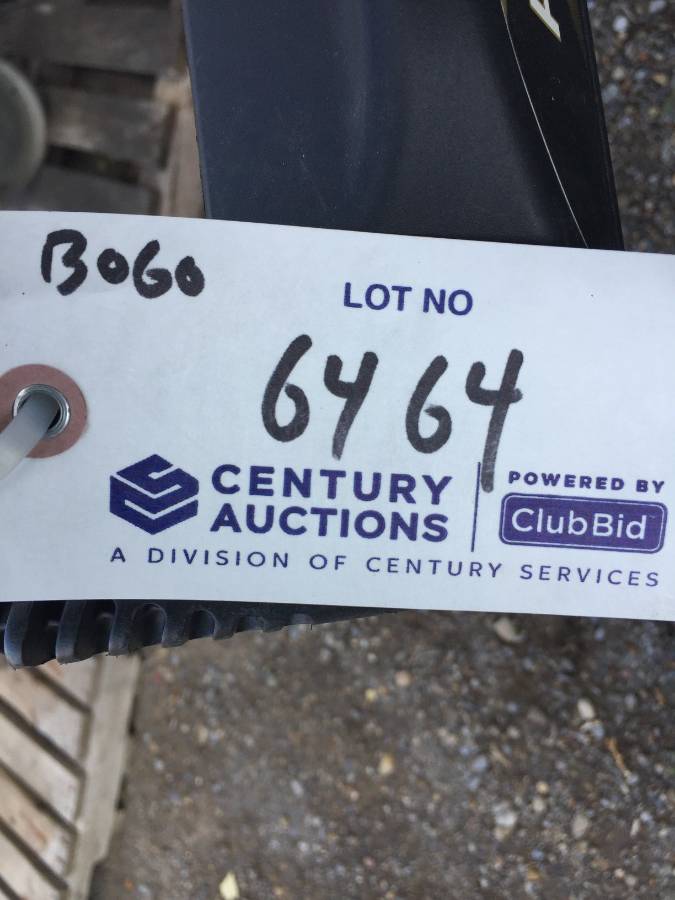 BOGO
LOT NO
6464
CENTURY
AUCTIONS
POWERED BY
ClubBid
A DIVISION OF CENTURY SERVICES